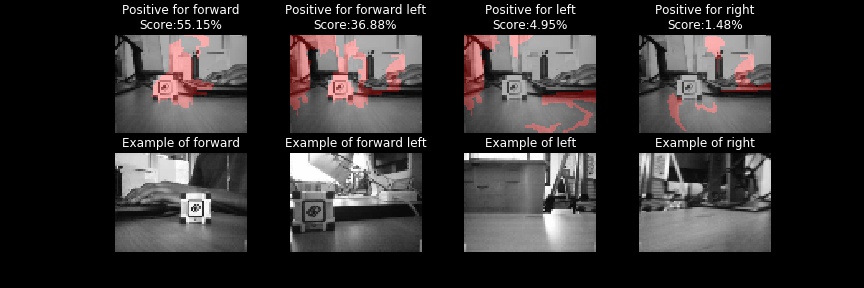 Positive for forward
Score:55.15%
Positive for forward left
Score:36.88%
Positive for left
Score:4.95%
Positive for right
Score:1.48%
Example of forward
Example of forward left
Example of left
Example of right